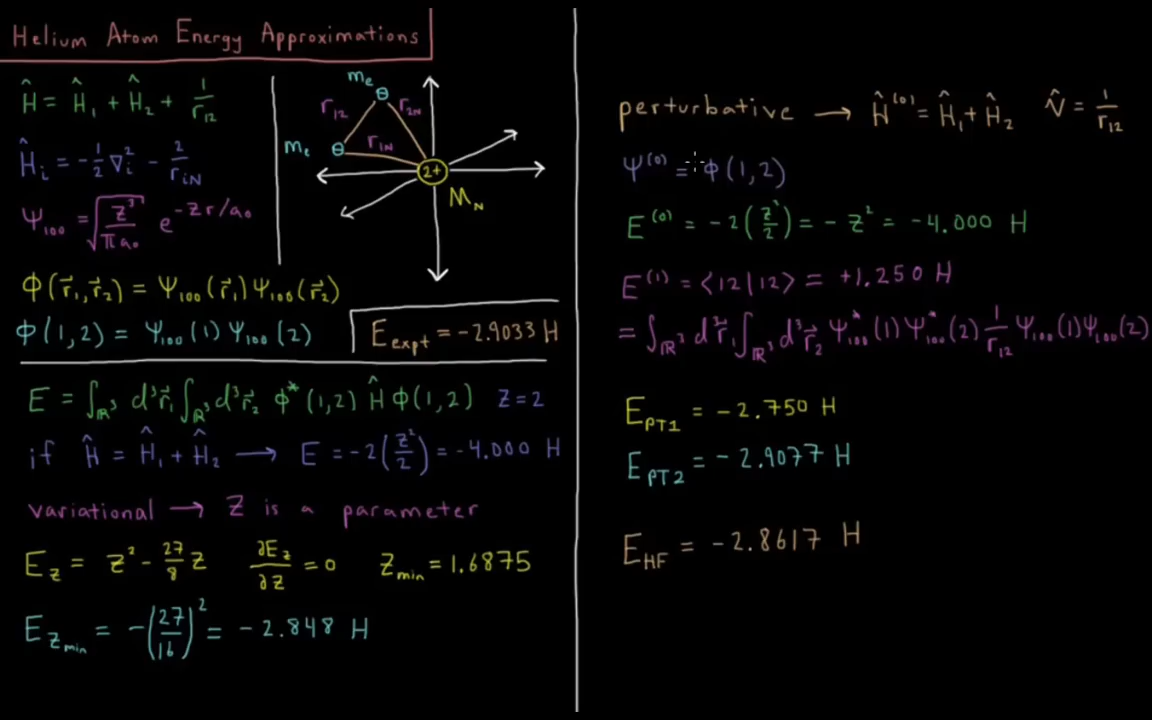 Helium Atom Energy Approximations
Ĥ = Ĥ₁ + Ĥ₂ + 1/r₁₂
Ĥᵢ = -1/2 ∇ᵢ² - 2/r_iN
Ψ₁₀₀ = √(Z³/πa₀) e^(-Zr/a₀)
mₑ
⊖
r₁₂
r_2N
mₑ
⊖
r_1N
2+
M_N
Φ(r⃗₁,r⃗₂) = Ψ₁₀₀(r⃗₁)Ψ₁₀₀(r⃗₂)
Φ(1,2) = Ψ₁₀₀(1)Ψ₁₀₀(2)
E_expt = -2.9033 H
E = ∫_ℝ³ d³r⃗₁ ∫_ℝ³ d³r⃗₂ Φ*(1,2) Ĥ Φ(1,2) Z=2
if Ĥ = Ĥ₁ + Ĥ₂ → E = -2(Z²/2) = -4.000 H
variational → Z is a parameter
E_Z = Z² - 27/8 Z ∂E_Z/∂Z = 0 Z_min = 1.6875
E_Z_min = -(27/16)² = -2.848 H
perturbative → Ĥ⁽⁰⁾ = Ĥ₁ + Ĥ₂ V̂ = 1/r₁₂
Ψ⁽⁰⁾ = Φ(1,2)
E⁽⁰⁾ = -2(Z²/2) = -Z² = -4.000 H
E⁽¹⁾ = ⟨12|12⟩ = +1.250 H
= ∫_ℝ³ d³r⃗₁ ∫_ℝ³ d³r⃗₂ Ψ₁₀₀*(1)Ψ₁₀₀*(2) 1/r₁₂ Ψ₁₀₀(1)Ψ₁₀₀(2)
E_PT1 = -2.750 H
E_PT2 = -2.9077 H
E_HF = -2.8617 H